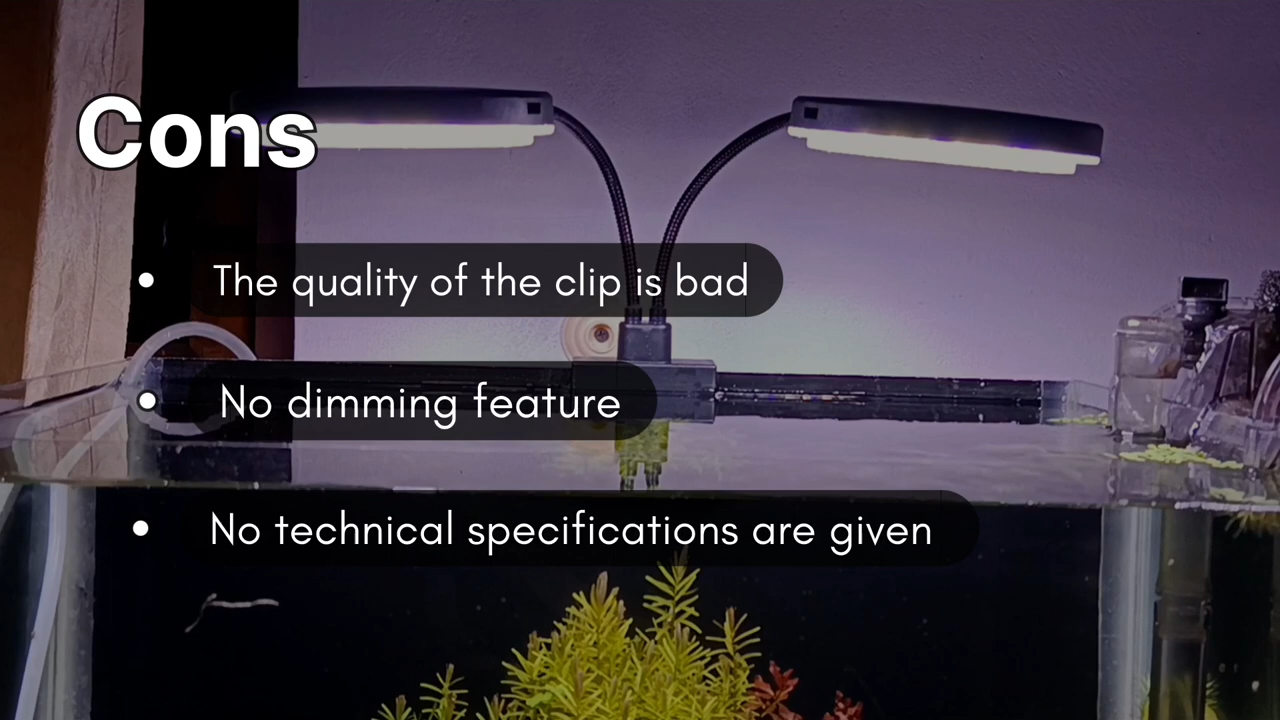 Cons
The quality of the clip is bad
No dimming feature
No technical specifications are given